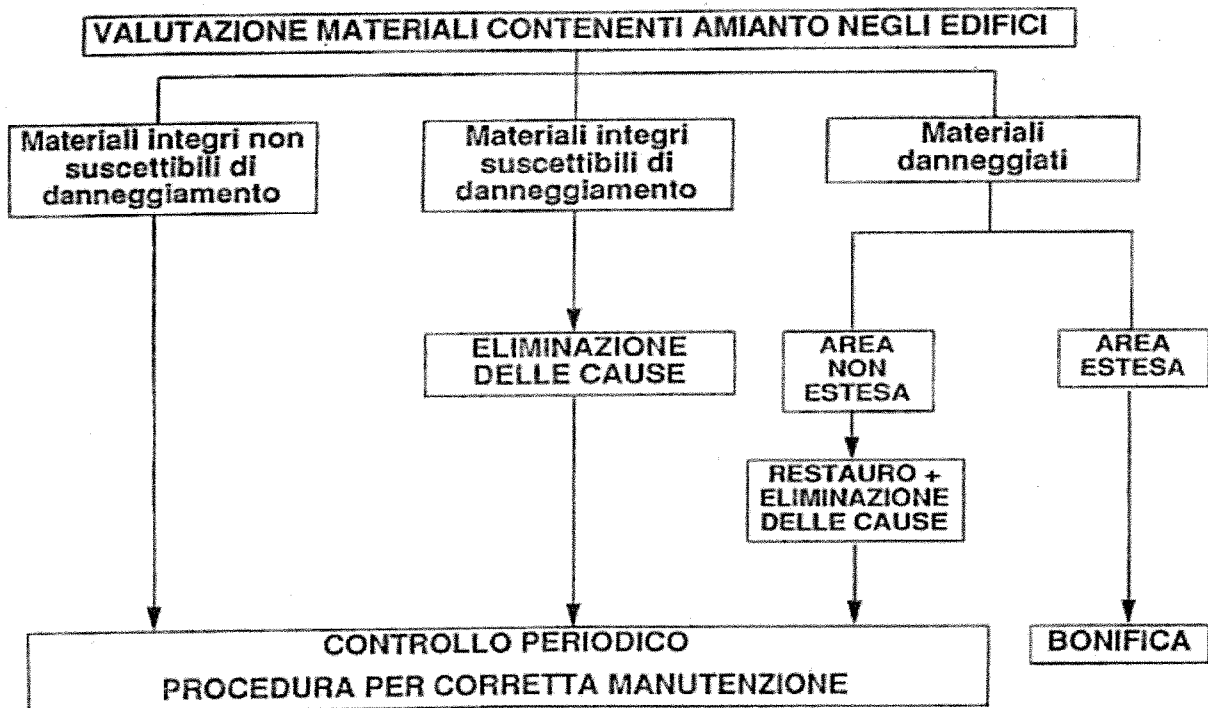 VALUTAZIONE MATERIALI CONTENENTI AMIANTO NEGLI EDIFICI
Materiali integri non
suscettibili di
danneggiamento
Materiali integri
suscettibili di
danneggiamento
Materiali
danneggiati
ELIMINAZIONE
DELLE CAUSE
AREA
NON
ESTESA
AREA
ESTESA
RESTAURO +
ELIMINAZIONE
DELLE CAUSE
CONTROLLO PERIODICO
PROCEDURA PER CORRETTA MANUTENZIONE
BONIFICA